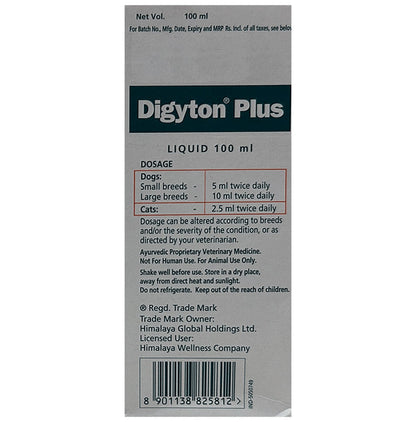 Net Vol. 100 ml
For Batch No., Mfg. Date, Expiry and MRP Rs. Incl. of all taxes, see below
Digyton® Plus
LIQUID 100 ml
DOSAGE
Dogs:
Small breeds - 5 ml twice daily
Large breeds - 10 ml twice daily
Cats: - 2.5 ml twice daily
Dosage can be altered according to breeds
and/or the severity of the condition, or as
directed by your veterinarian.
Ayurvedic Proprietary Veterinary Medicine.
Not For Human Use. For Animal Use Only.
Shake well before use. Store in a dry place,
away from direct heat and sunlight.
Do not refrigerate. Keep out of the reach of children.
® Regd. Trade Mark
Trade Mark Owner:
Himalaya Global Holdings Ltd.
Licensed User:
Himalaya Wellness Company
8 901138 825812 >
IND-5050749